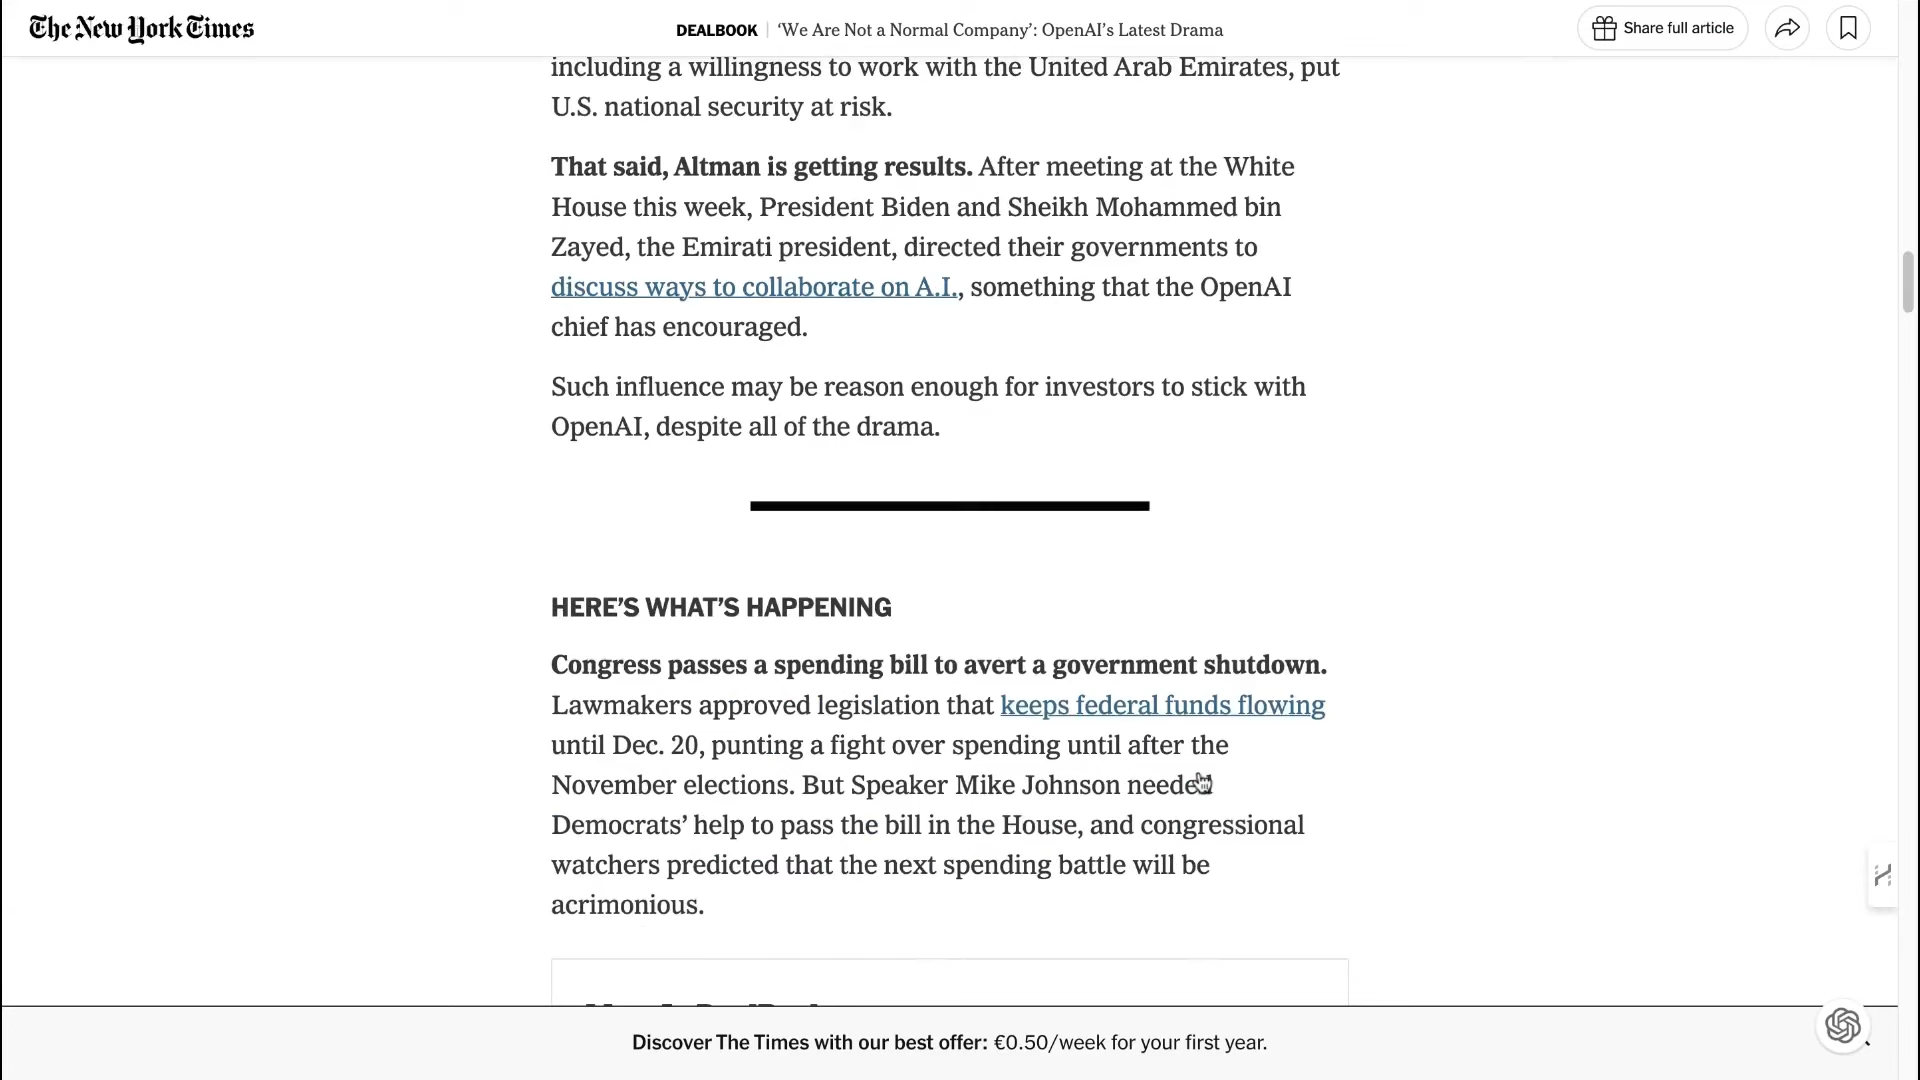 The New York Times
DEALBOOK | ‘We Are Not a Normal Company’: OpenAI’s Latest Drama
Share full article
including a willingness to work with the United Arab Emirates, put
U.S. national security at risk.
That said, Altman is getting results. After meeting at the White
House this week, President Biden and Sheikh Mohammed bin
Zayed, the Emirati president, directed their governments to
discuss ways to collaborate on A.I., something that the OpenAI
chief has encouraged.
Such influence may be reason enough for investors to stick with
OpenAI, despite all of the drama.
HERE’S WHAT’S HAPPENING
Congress passes a spending bill to avert a government shutdown.
Lawmakers approved legislation that keeps federal funds flowing
until Dec. 20, punting a fight over spending until after the
November elections. But Speaker Mike Johnson needed
Democrats’ help to pass the bill in the House, and congressional
watchers predicted that the next spending battle will be
acrimonious.
Discover The Times with our best offer: €0.50/week for your first year.